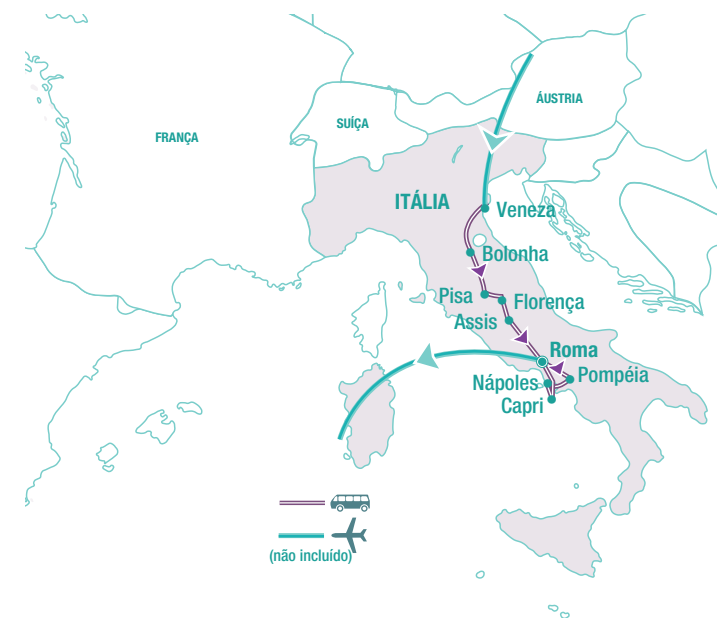 ÁUSTRIA
SUÍÇA
FRANÇA
ITÁLIA
Veneza
Bolonha
Pisa
Florença
Assis
Roma
Pompéia
Nápoles
Capri
(não incluído)